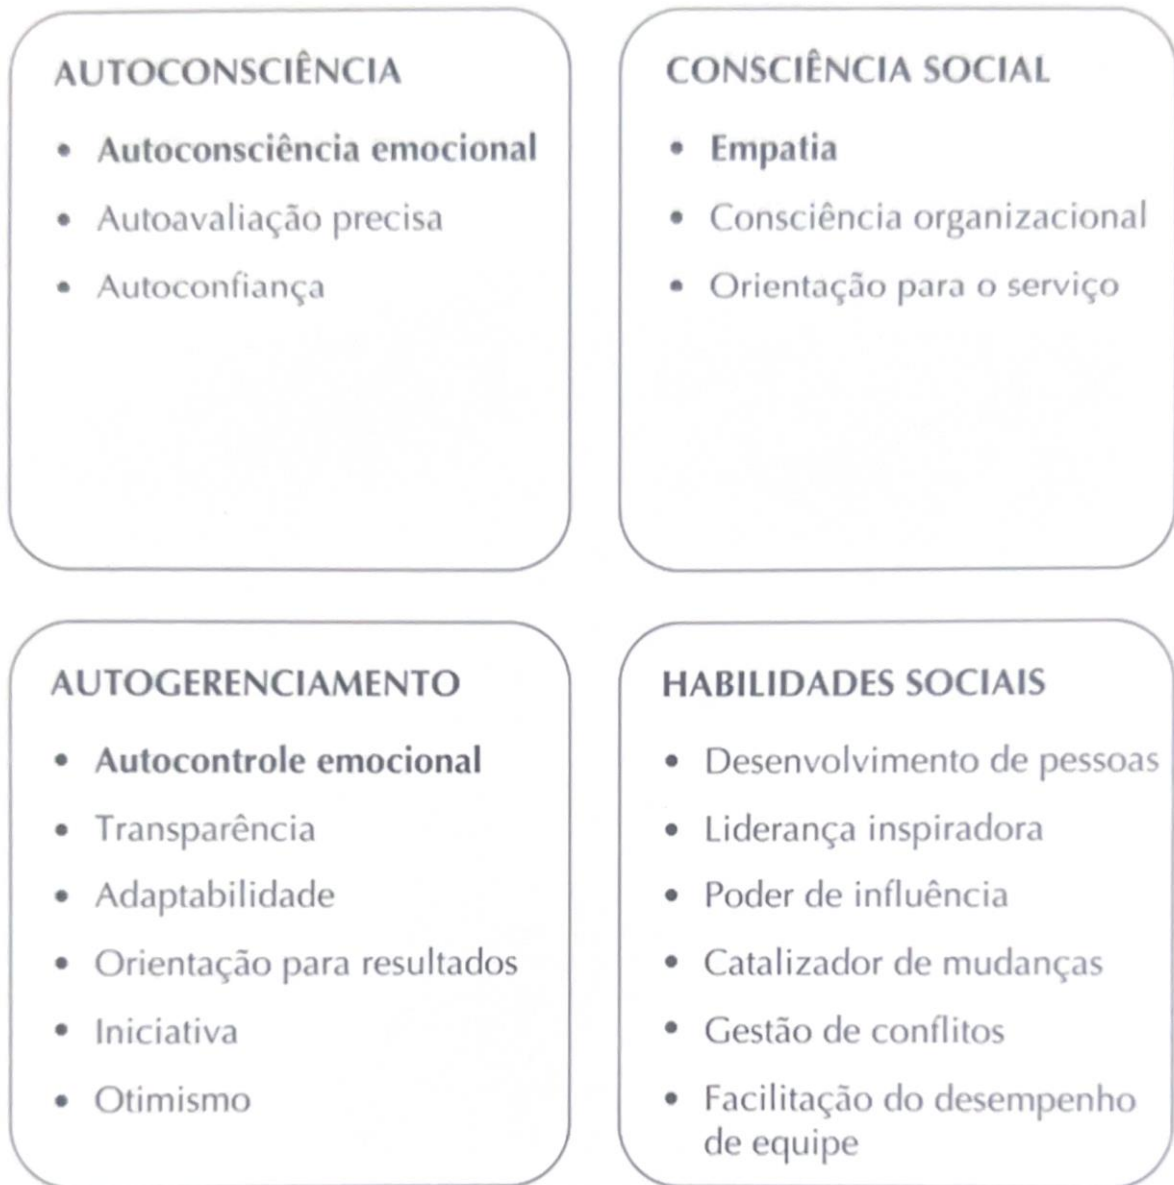 AUTOCONSCIÊNCIA
• Autoconsciência emocional
• Autoavaliação precisa
• Autoconfiança
CONSCIÊNCIA SOCIAL
• Empatia
• Consciência organizacional
• Orientação para o serviço
AUTOGERENCIAMENTO
• Autocontrole emocional
• Transparência
• Adaptabilidade
• Orientação para resultados
• Iniciativa
• Otimismo
HABILIDADES SOCIAIS
• Desenvolvimento de pessoas
• Liderança inspiradora
• Poder de influência
• Catalizador de mudanças
• Gestão de conflitos
• Facilitação do desempenho
de equipe